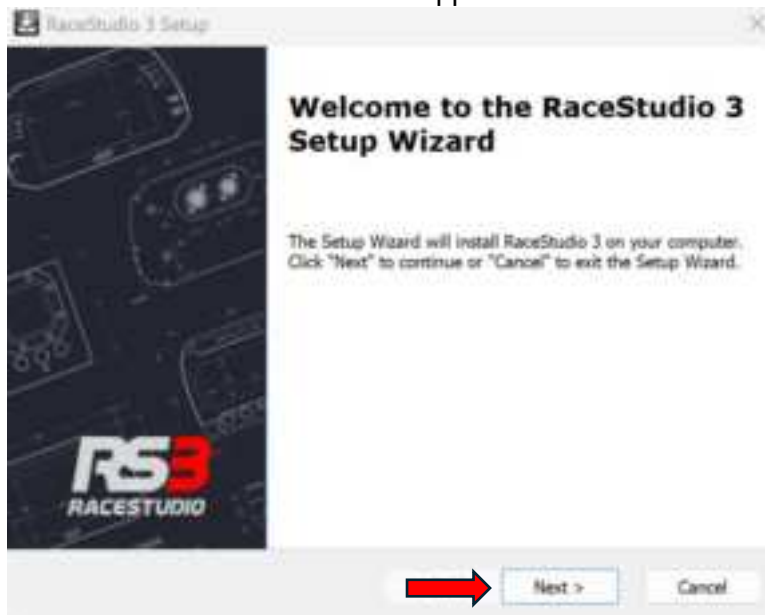 RaceStudio 3 Setup
Welcome to the RaceStudio 3
Setup Wizard
The Setup Wizard will install RaceStudio 3 on your computer.
Click "Next" to continue or "Cancel" to exit the Setup Wizard.
RS3
RACESTUDIO
Next >
Cancel